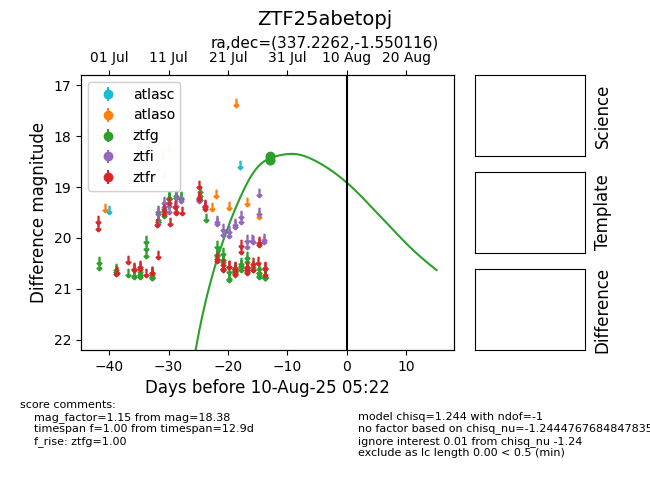 ZTF25abetopj
ra,dec=(337.2262,-1.550116)
01 Jul 11 Jul 21 Jul 31 Jul 10 Aug 20 Aug
17
18
19
20
21
22
Difference magnitude
atlasc
atlaso
ztfg
ztfi
ztfr
−40 −30 −20 −10 0 10
Days before 10-Aug-25 05:22
Science
Template
Difference
score comments:
mag_factor=1.15 from mag=18.38
timespan f=1.00 from timespan=12.9d
f_rise: ztfg=1.00
model chisq=1.244 with ndof=-1
no factor based on chisq_nu=-1.2444767684847835
ignore interest 0.01 from chisq_nu -1.24
exclude as lc length 0.00 < 0.5 (min)